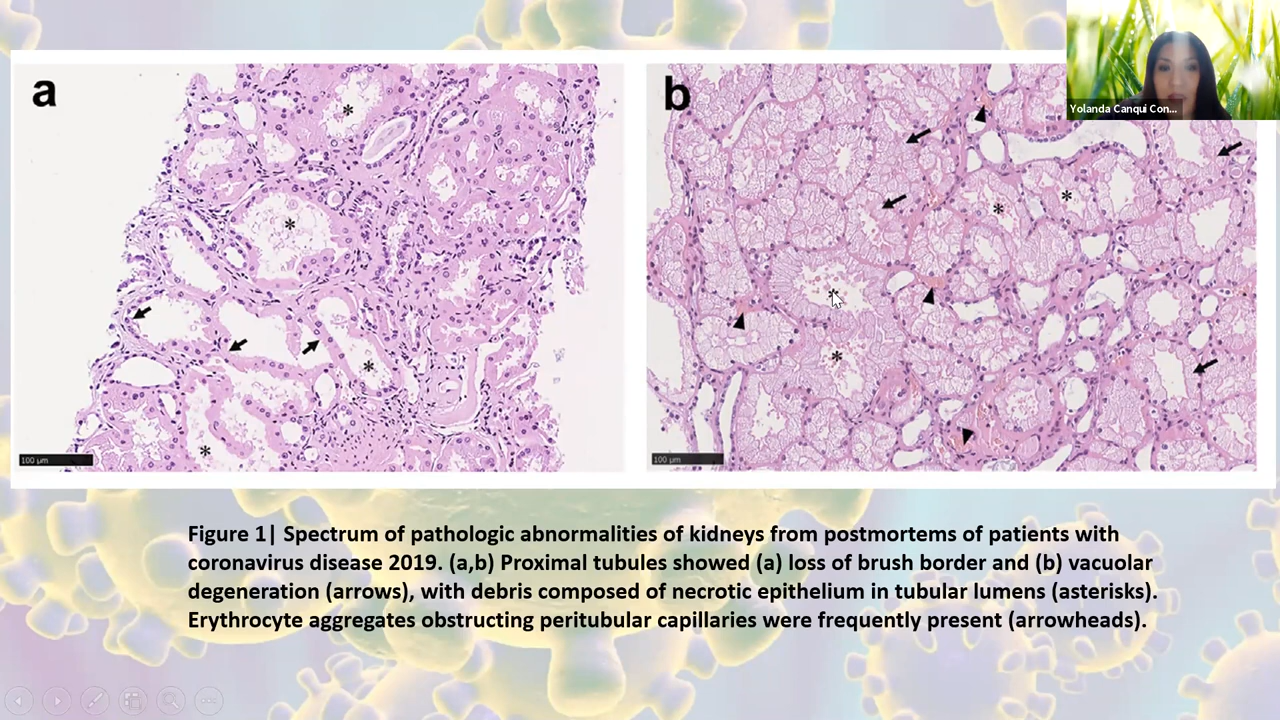 a
b
Yolanda Canqui Con...
*
*
*
*
*
*
*
*
100 μm
100 μm
Figure 1| Spectrum of pathologic abnormalities of kidneys from postmortems of patients with
coronavirus disease 2019. (a,b) Proximal tubules showed (a) loss of brush border and (b) vacuolar
degeneration (arrows), with debris composed of necrotic epithelium in tubular lumens (asterisks).
Erythrocyte aggregates obstructing peritubular capillaries were frequently present (arrowheads).